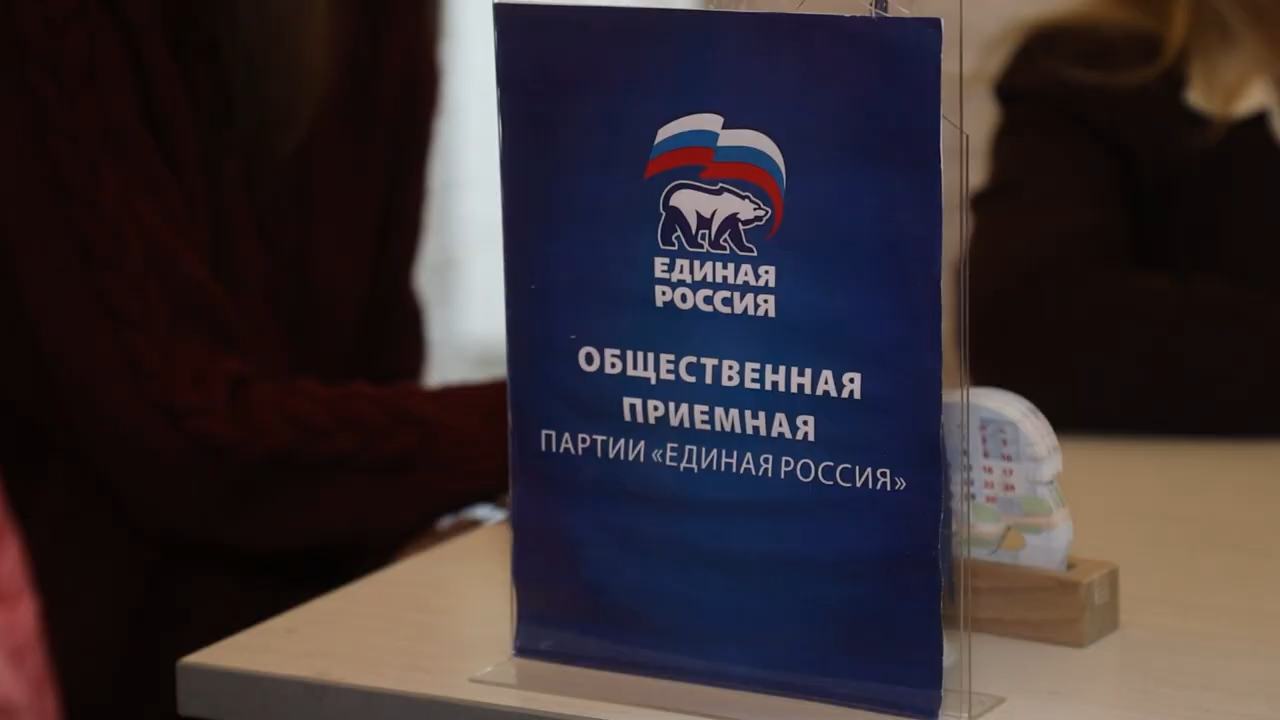 ЕДИНАЯ
РОССИЯ
ОБЩЕСТВЕННАЯ
ПРИЕМНАЯ
ПАРТИИ «ЕДИНАЯ РОССИЯ»